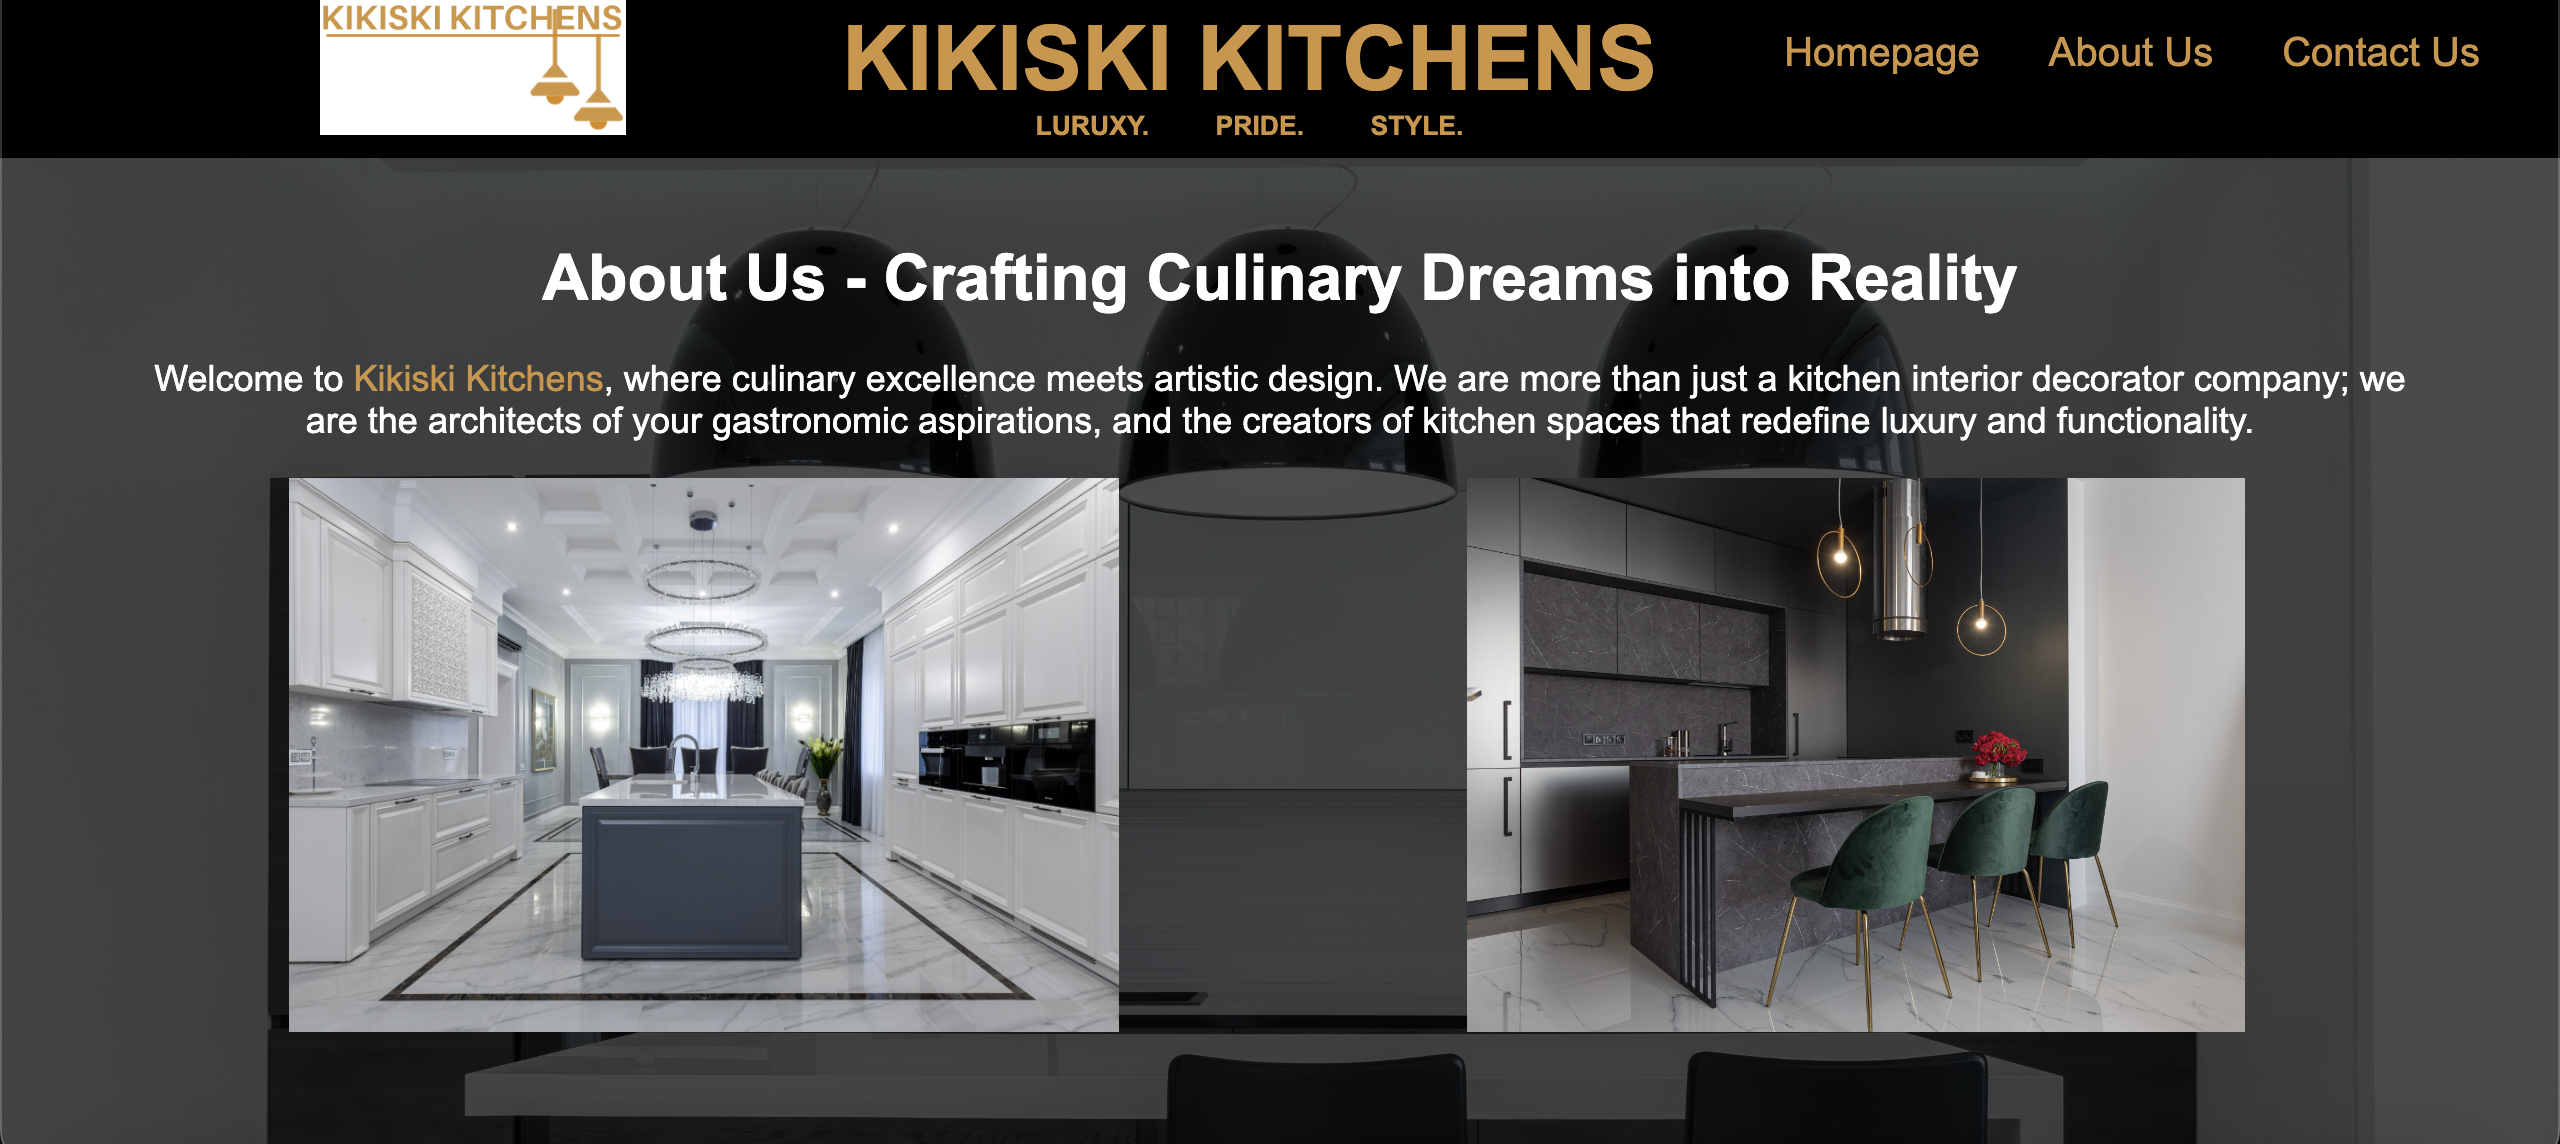 KIKISKI KITCHENS
KIKISKI KITCHENS
LURUXY. PRIDE. STYLE.
Homepage About Us Contact Us
About Us - Crafting Culinary Dreams into Reality
Welcome to Kikiski Kitchens, where culinary excellence meets artistic design. We are more than just a kitchen interior decorator company; we
are the architects of your gastronomic aspirations, and the creators of kitchen spaces that redefine luxury and functionality.